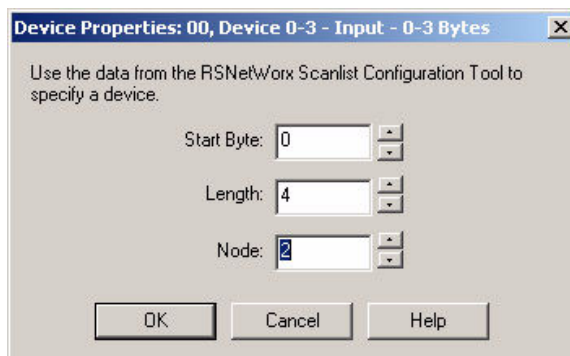 Device Properties: 00, Device 0-3 - Input - 0-3 Bytes
Use the data from the RSNetWorx Scanlist Configuration Tool to
specify a device.
Start Byte: 0
Length: 4
Node: 2
OK Cancel Help